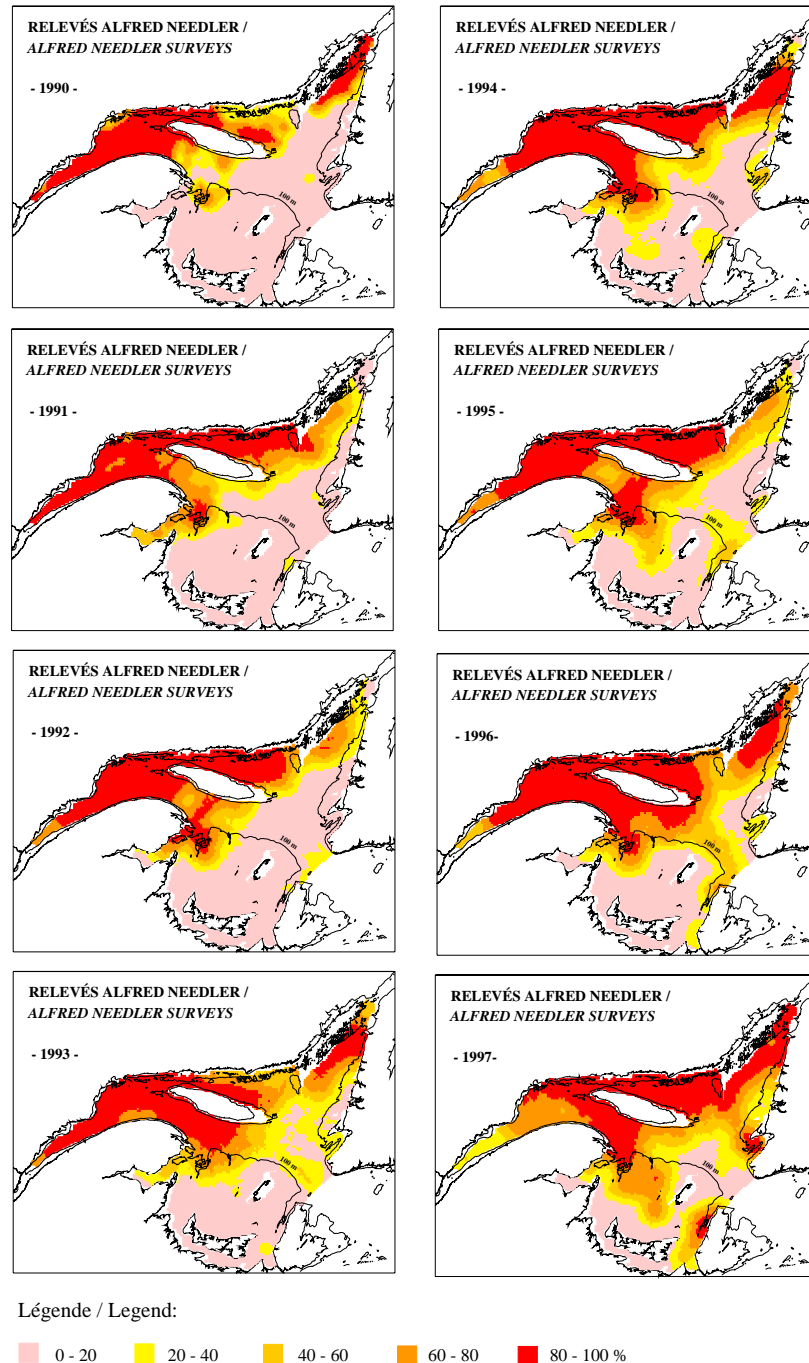 RELEVÉS ALFRED NEEDLER /
ALFRED NEEDLER SURVEYS
- 1990 -
100 m
RELEVÉS ALFRED NEEDLER /
ALFRED NEEDLER SURVEYS
- 1994 -
100 m
RELEVÉS ALFRED NEEDLER /
ALFRED NEEDLER SURVEYS
- 1991 -
100 m
RELEVÉS ALFRED NEEDLER /
ALFRED NEEDLER SURVEYS
- 1995 -
100 m
RELEVÉS ALFRED NEEDLER /
ALFRED NEEDLER SURVEYS
- 1992 -
100 m
RELEVÉS ALFRED NEEDLER /
ALFRED NEEDLER SURVEYS
- 1996-
100 m
RELEVÉS ALFRED NEEDLER /
ALFRED NEEDLER SURVEYS
- 1993 -
100 m
RELEVÉS ALFRED NEEDLER /
ALFRED NEEDLER SURVEYS
- 1997-
100 m
Légende / Legend:
0 - 20 20 - 40 40 - 60 60 - 80 80 - 100 %